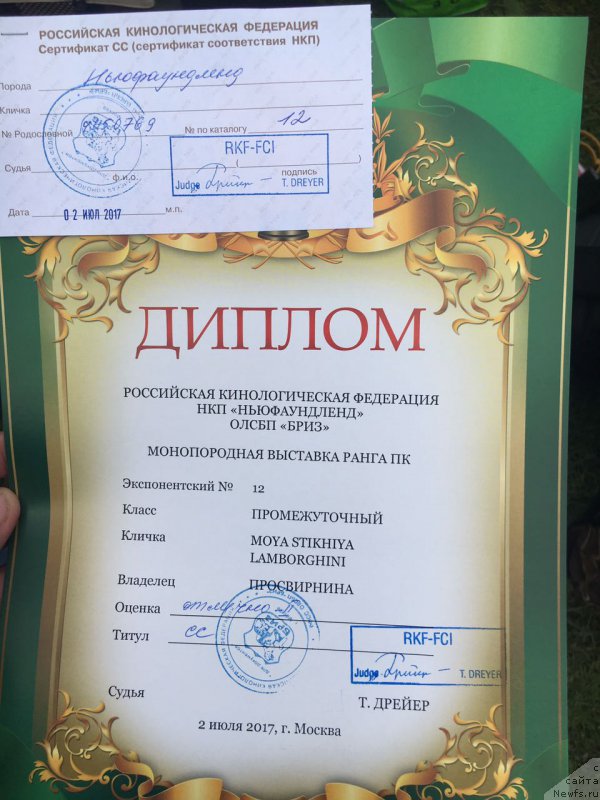 РОССИЙСКАЯ КИНОЛОГИЧЕСКАЯ ФЕДЕРАЦИЯ
Сертификат СС (сертификат соответствия НКП)
Порода Ньюфаундленд
Кличка
№ Родословной № по каталогу 12
RKF-FCI
Судья
Judge T. DREYER
ф.и.о. подпись
Дата 02 ИЮЛ 2017 м.п.
ДИПЛОМ
РОССИЙСКАЯ КИНОЛОГИЧЕСКАЯ ФЕДЕРАЦИЯ
НКП «НЬЮФАУНДЛЕНД»
ОЛСБП «БРИЗ»
МОНОПОРОДНАЯ ВЫСТАВКА РАНГА ПК
Экспонентский № 12
Класс ПРОМЕЖУТОЧНЫЙ
Кличка MOYA STIKHIYA
LAMBORGHINI
Владелец ПРОСВИРНИНА
Оценка отлично
Титул СС
RKF-FCI
Judge T. DREYER
Судья Т. ДРЕЙЕР
2 июля 2017, г. Москва
с
сайта
Newfs.ru